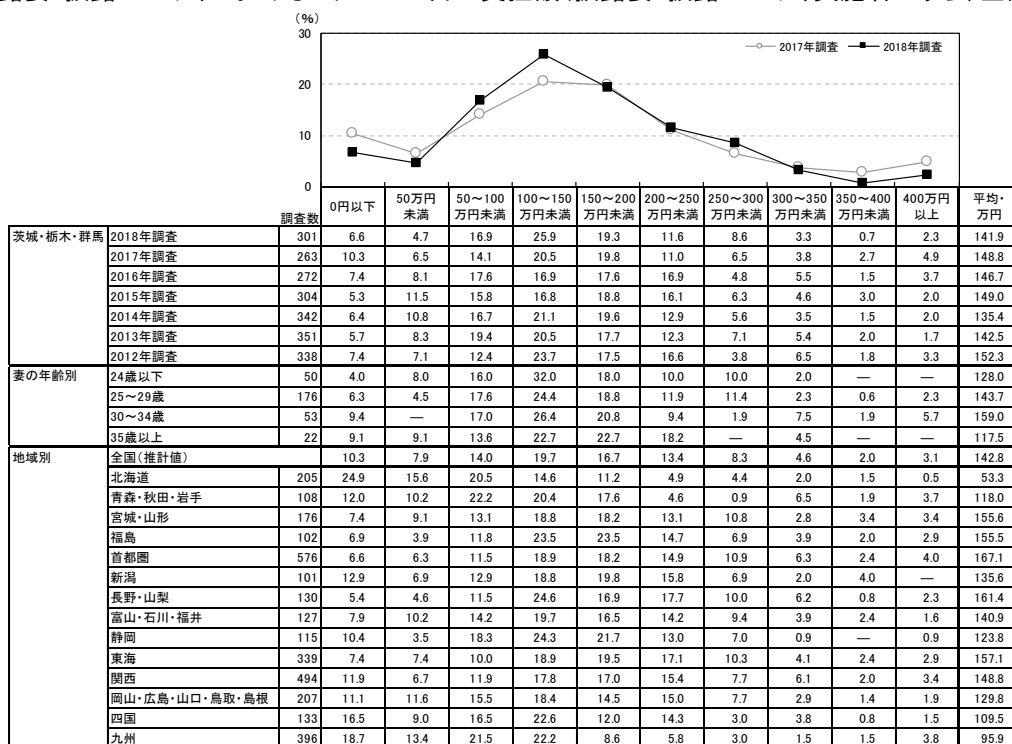 （％）
30
20
10
0
2017年調査 2018年調査
調査数 0円以下 50万円未満 50～100万円未満 100～150万円未満 150～200万円未満 200～250万円未満 250～300万円未満 300～350万円未満 350～400万円未満 400万円以上 平均・万円
茨城・栃木・群馬 2018年調査 301 6.6 4.7 16.9 25.9 19.3 11.6 8.6 3.3 0.7 2.3 141.9
2017年調査 263 10.3 6.5 14.1 20.5 19.8 11.0 6.5 3.8 2.7 4.9 148.8
2016年調査 272 7.4 8.1 17.6 16.9 17.6 16.9 4.8 5.5 1.5 3.7 146.7
2015年調査 304 5.3 11.5 15.8 16.8 18.8 16.1 6.3 4.6 3.0 2.0 149.0
2014年調査 342 6.4 10.8 16.7 21.1 19.6 12.9 5.6 3.5 1.5 2.0 135.4
2013年調査 351 5.7 8.3 19.4 20.5 17.7 12.3 7.1 5.4 2.0 1.7 142.5
2012年調査 338 7.4 7.1 12.4 23.7 17.5 16.6 3.8 6.5 1.8 3.3 152.3
妻の年齢別 24歳以下 50 4.0 8.0 16.0 32.0 18.0 10.0 10.0 2.0 — — 128.0
25～29歳 176 6.3 4.5 17.6 24.4 18.8 11.9 11.4 2.3 0.6 2.3 143.7
30～34歳 53 9.4 — 17.0 26.4 20.8 9.4 1.9 7.5 1.9 5.7 159.0
35歳以上 22 9.1 9.1 13.6 22.7 22.7 18.2 — 4.5 — — 117.5
地域別 全国（推計値） 10.3 7.9 14.0 19.7 16.7 13.4 8.3 4.6 2.0 3.1 142.8
北海道 205 24.9 15.6 20.5 14.6 11.2 4.9 4.4 2.0 1.5 0.5 53.3
青森・秋田・岩手 108 12.0 10.2 22.2 20.4 17.6 4.6 0.9 6.5 1.9 3.7 118.0
宮城・山形 176 7.4 9.1 13.1 18.8 18.2 13.1 10.8 2.8 3.4 3.4 155.6
福島 102 6.9 3.9 11.8 23.5 23.5 14.7 6.9 3.9 2.0 2.9 155.5
首都圏 576 6.6 6.3 11.5 18.9 18.2 14.9 10.9 6.3 2.4 4.0 167.1
新潟 101 12.9 6.9 12.9 18.8 19.8 15.8 6.9 2.0 4.0 — 135.6
長野・山梨 130 5.4 4.6 11.5 24.6 16.9 17.7 10.0 6.2 0.8 2.3 161.4
富山・石川・福井 127 7.9 10.2 14.2 19.7 16.5 14.2 9.4 3.9 2.4 1.6 140.9
静岡 115 10.4 3.5 18.3 24.3 21.7 13.0 7.0 0.9 — 0.9 123.8
東海 339 7.4 7.4 10.0 18.9 19.5 17.1 10.3 4.1 2.4 2.9 157.1
関西 494 11.9 6.7 11.9 17.8 17.0 15.4 7.7 6.1 2.0 3.4 148.8
岡山・広島・山口・鳥取・島根 207 11.1 11.6 15.5 18.4 14.5 15.0 7.7 2.9 1.4 1.9 129.8
四国 133 16.5 9.0 16.5 22.6 12.0 14.3 3.0 3.8 0.8 1.5 109.5
九州 396 18.7 13.4 21.5 22.2 8.6 5.8 3.0 1.5 1.5 3.8 95.9